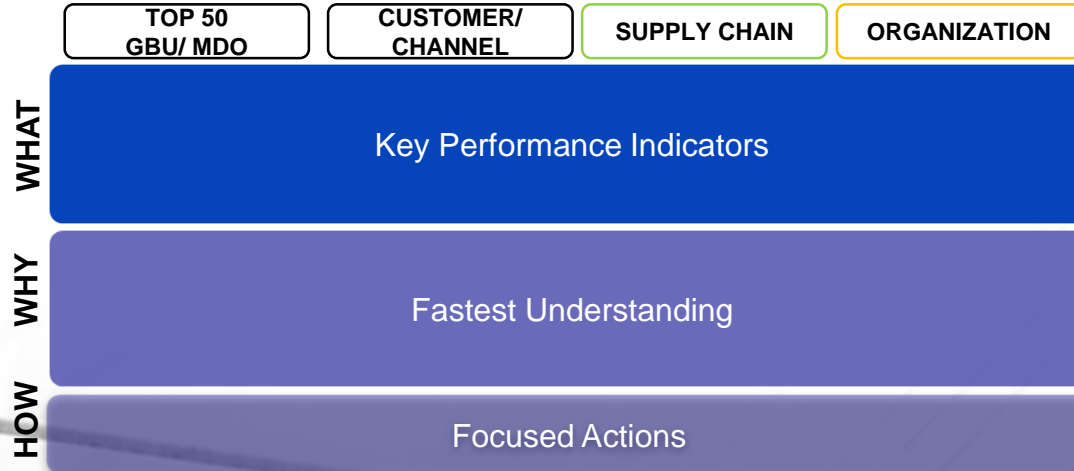 TOP 50
GBU/ MDO
CUSTOMER/
CHANNEL
SUPPLY CHAIN
ORGANIZATION
WHAT
Key Performance Indicators
WHY
Fastest Understanding
HOW
Focused Actions